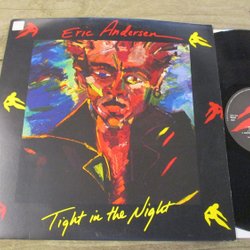 Eric Andersen
Tight in the Night